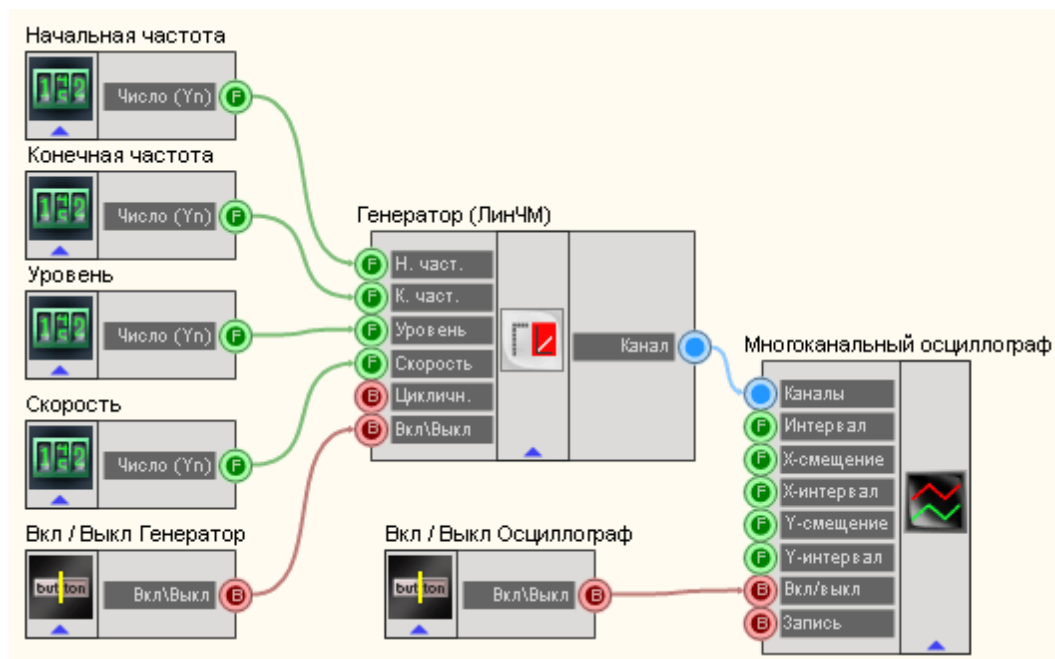 Начальная частота
Число (Yn) F
Конечная частота
Число (Yn) F
Уровень
Число (Yn) F
Скорость
Число (Yn) F
Вкл / Выкл Генератор
button
Вкл\Выкл B
Генератор (ЛинЧМ)
F Н. част.
F К. част.
F Уровень
F Скорость
B Цикличн.
B Вкл\Выкл
Канал
Вкл / Выкл Осциллограф
button
Вкл\Выкл B
Многоканальный осциллограф
Каналы
F Интервал
F X-смещение
F X-интервал
F Y-смещение
F Y-интервал
B Вкл/выкл
B Запись